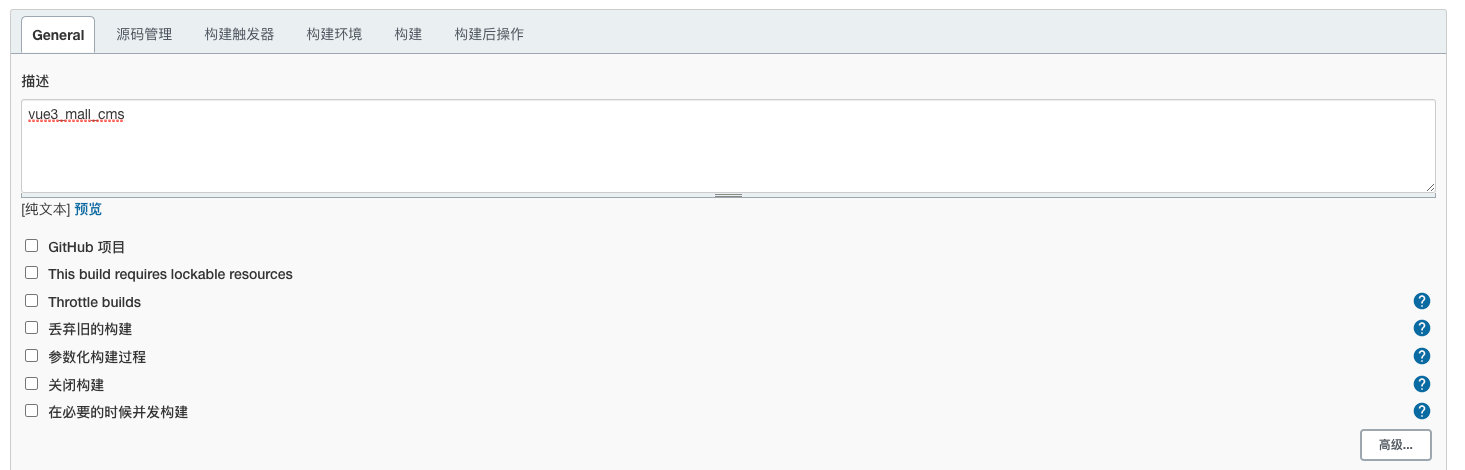 General 源码管理 构建触发器 构建环境 构建 构建后操作
描述
vue3_mall_cms
[纯文本] 预览
GitHub 项目
This build requires lockable resources
Throttle builds ?
丢弃旧的构建 ?
参数化构建过程 ?
关闭构建 ?
在必要的时候并发构建 ?
高级...